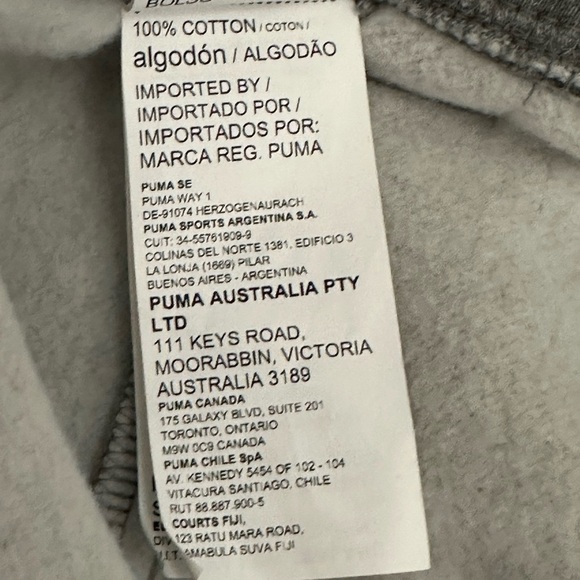 100% COTTON / COTON /
algodón / ALGODÃO
IMPORTED BY /
IMPORTADO POR /
IMPORTADOS POR:
MARCA REG. PUMA
PUMA SE
PUMA WAY 1
DE-91074 HERZOGENAURACH
PUMA SPORTS ARGENTINA S.A.
CUIT: 34-55761909-9
COLINAS DEL NORTE 1381, EDIFICIO 3
LA LONJA (1669) PILAR
BUENOS AIRES - ARGENTINA
PUMA AUSTRALIA PTY
LTD
111 KEYS ROAD,
MOORABBIN, VICTORIA
AUSTRALIA 3189
PUMA CANADA
175 GALAXY BLVD, SUITE 201
TORONTO, ONTARIO
M9W 0C9 CANADA
PUMA CHILE SpA
AV. KENNEDY 5454 OF 102 - 104
VITACURA SANTIAGO, CHILE
RUT 88.887.900-5
COURTS FIJI,
123 RATU MARA ROAD,
SUVA FIJI